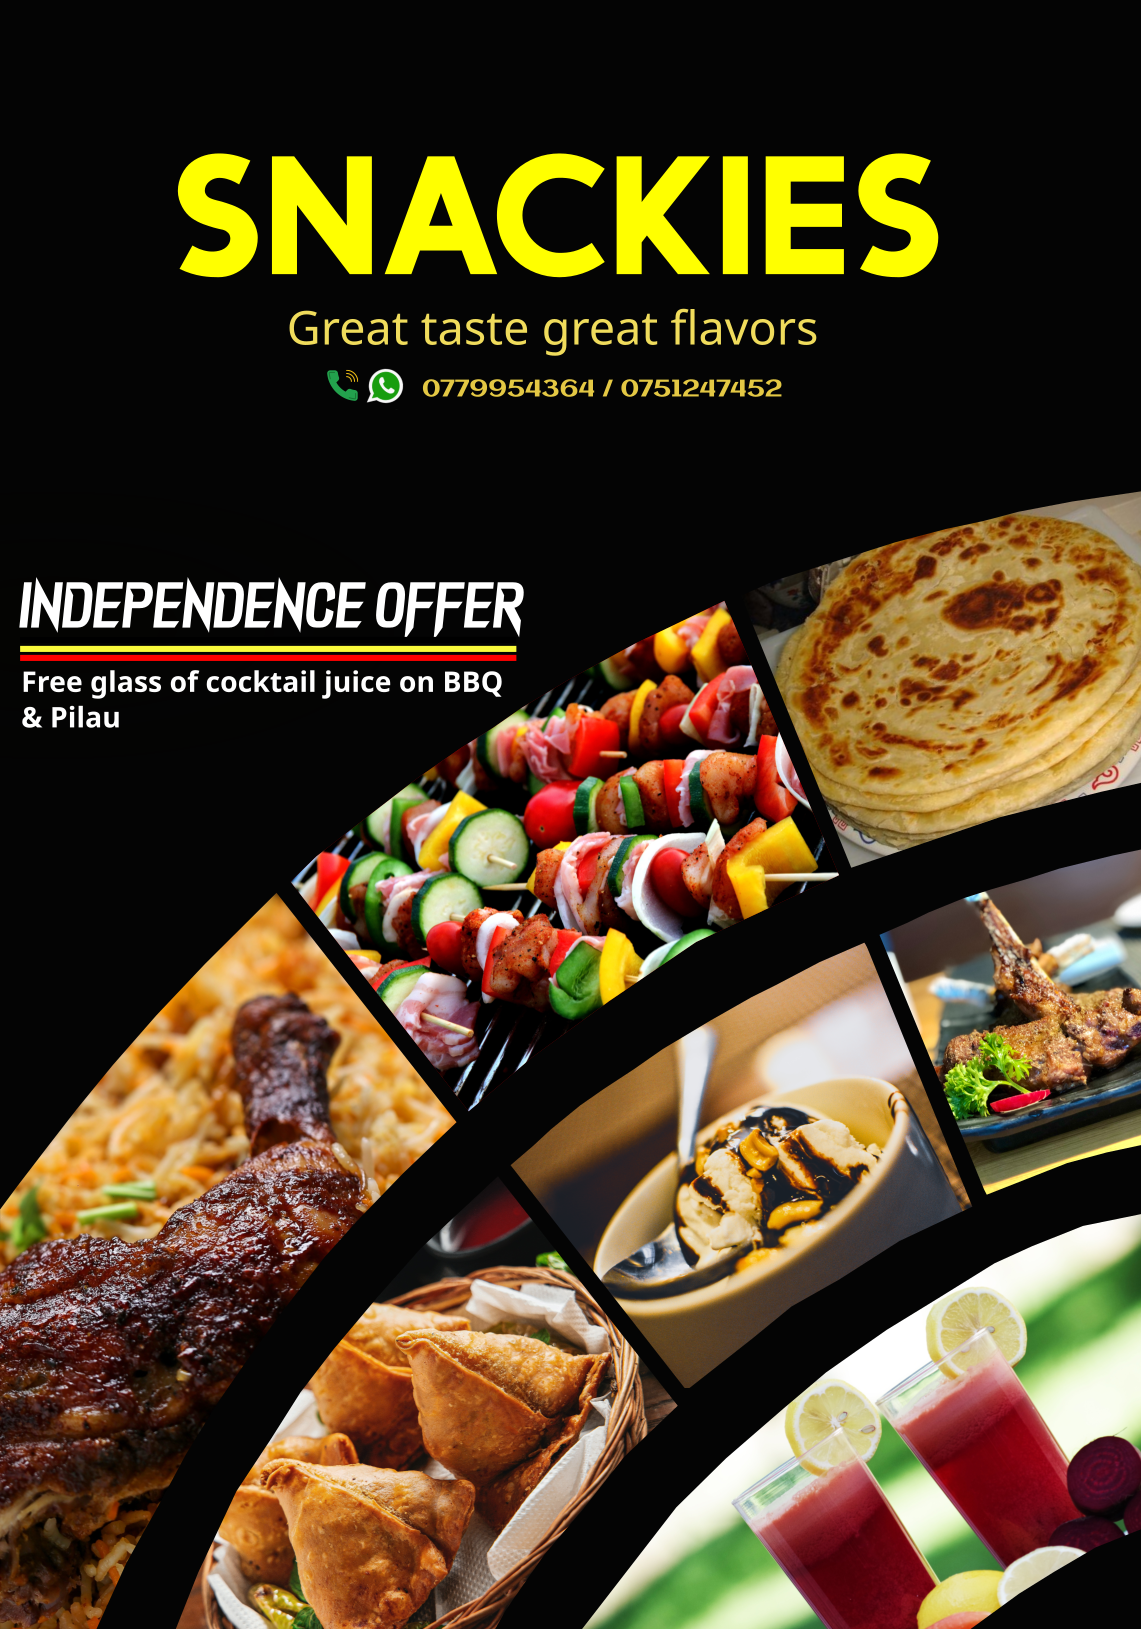 SNACKIES
Great taste great flavors
0779954364 / 0751247452
INDEPENDENCE OFFER
Free glass of cocktail juice on BBQ
& Pilau